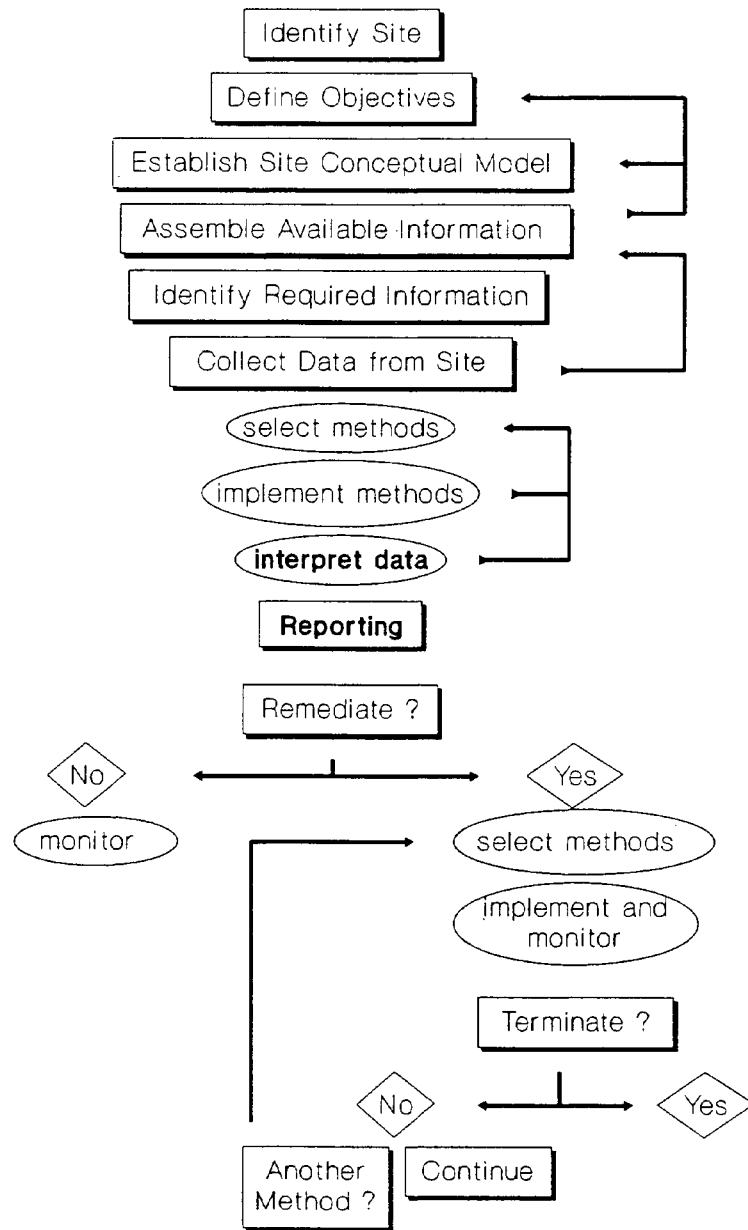 Identify Site
Define Objectives
Establish Site Conceptual Model
Assemble Available Information
Identify Required Information
Collect Data from Site
select methods
implement methods
interpret data
Reporting
Remediate ?
No
Yes
monitor
select methods
implement and
monitor
Terminate ?
No
Yes
Another
Method ?
Continue